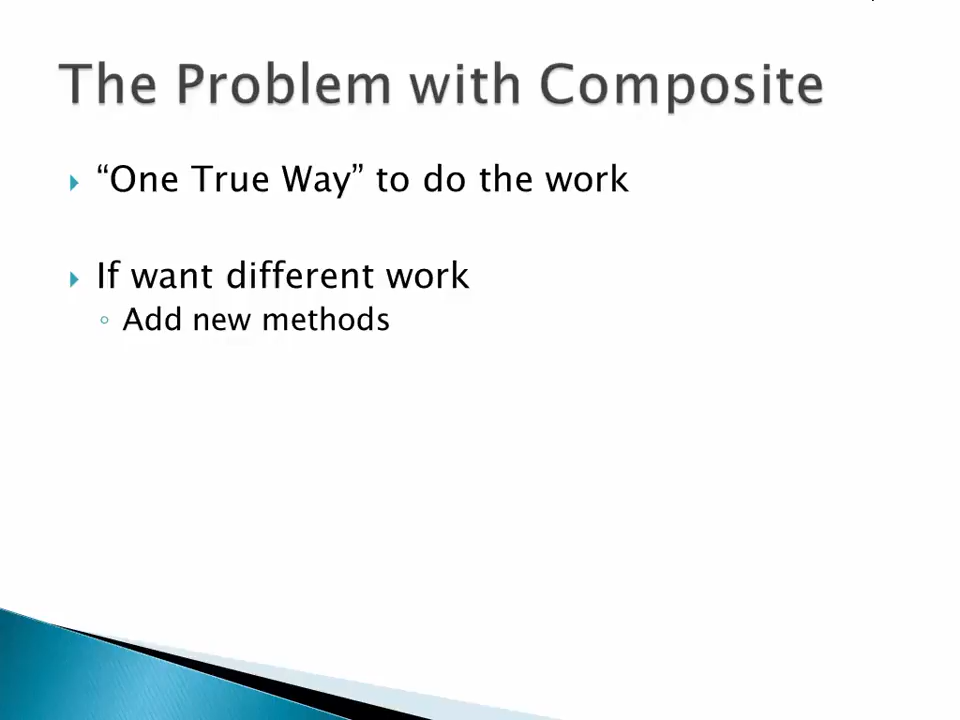 The Problem with Composite
“One True Way” to do the work
If want different work
Add new methods